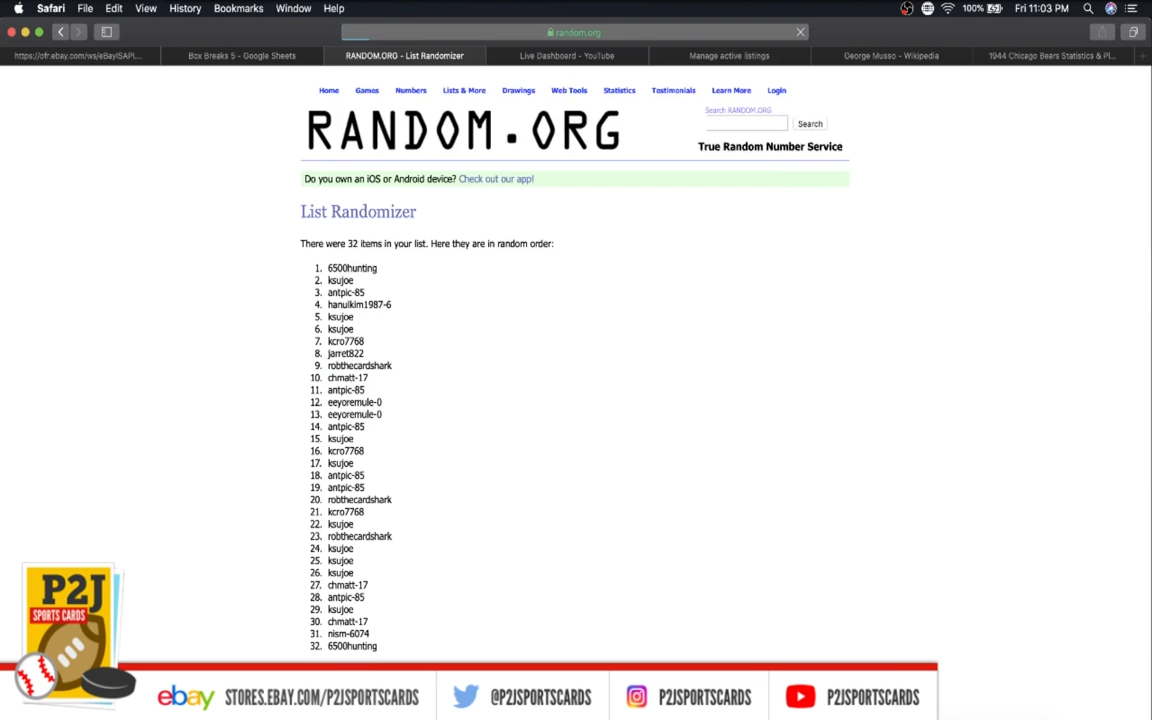 Safari File Edit View History Bookmarks Window Help 100% Fri 11:03 PM
random.org
https://ofr.ebay.com/ws/eBayISAPI.... Box Breaks 5 - Google Sheets RANDOM.ORG - List Randomizer Live Dashboard - YouTube Manage active listings George Musso - Wikipedia 1944 Chicago Bears Statistics & Pl...
Home Games Numbers Lists & More Drawings Web Tools Statistics Testimonials Learn More Login
Search RANDOM.ORG
RANDOM.ORG
Search
True Random Number Service
Do you own an iOS or Android device? Check out our app!
List Randomizer
There were 32 items in your list. Here they are in random order:
1. 6500hunting
2. ksujoe
3. antpic-85
4. hanulkim1987-6
5. ksujoe
6. ksujoe
7. kcro7768
8. jarret822
9. robthecardshark
10. chmatt-17
11. antpic-85
12. eeyoremule-0
13. eeyoremule-0
14. antpic-85
15. ksujoe
16. kcro7768
17. ksujoe
18. antpic-85
19. antpic-85
20. robthecardshark
21. kcro7768
22. ksujoe
23. robthecardshark
24. ksujoe
25. ksujoe
26. ksujoe
27. chmatt-17
28. antpic-85
29. ksujoe
30. chmatt-17
31. nism-6074
32. 6500hunting
P2J
SPORTS CARDS
ebay STORES.EBAY.COM/P2JSPORTSCARDS @P2JSPORTSCARDS P2JSPORTSCARDS P2JSPORTSCARDS